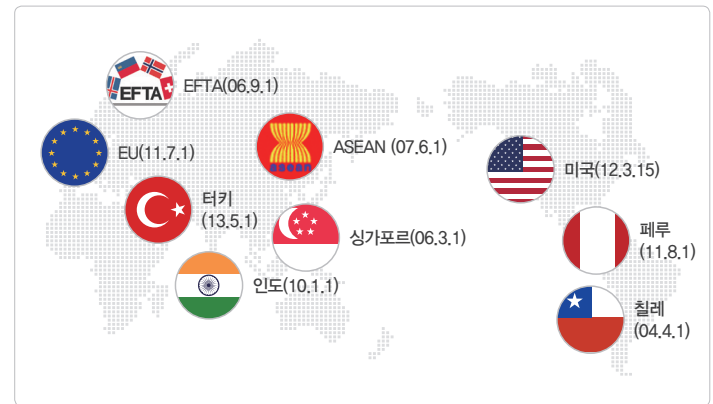 EFTA
EFTA(06.9.1)
EU(11.7.1)
asean
ASEAN (07.6.1)
터키
(13.5.1)
싱가포르(06.3.1)
인도(10.1.1)
미국(12.3.15)
페루
(11.8.1)
칠레
(04.4.1)